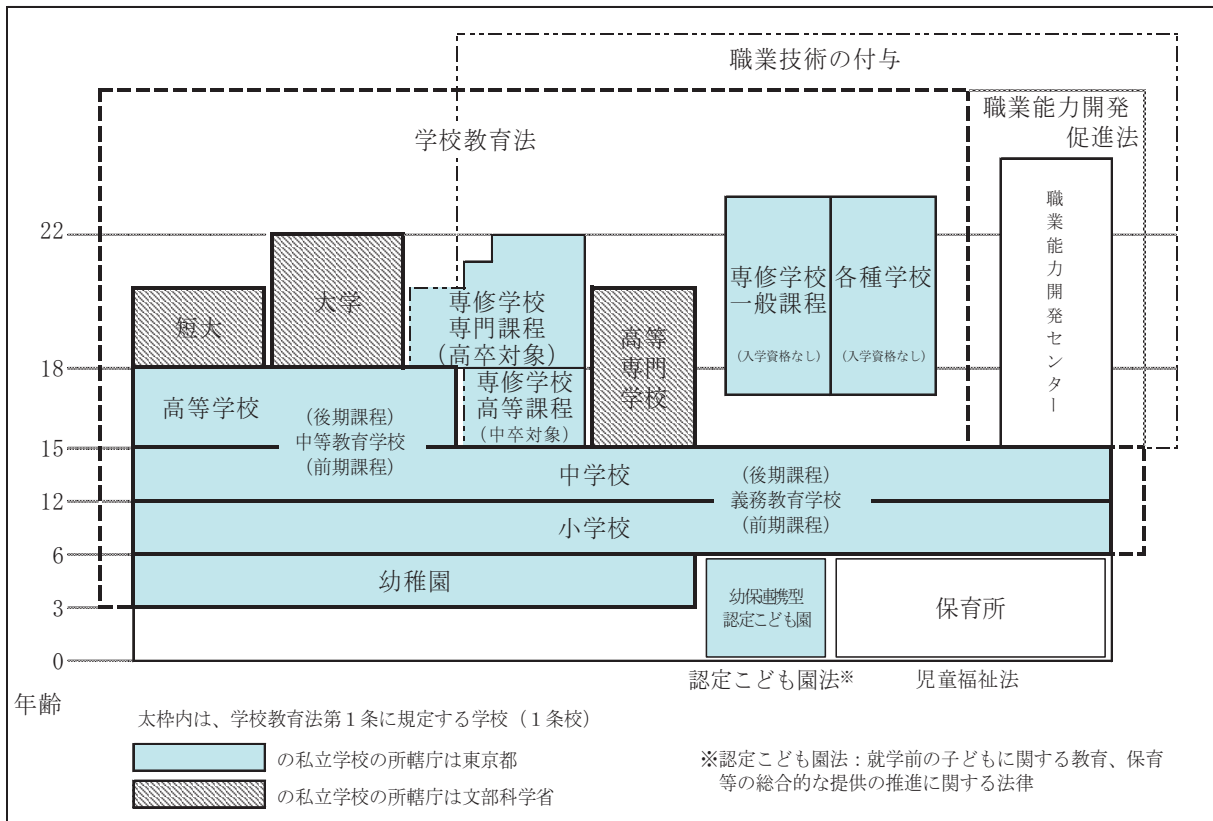 職業技術の付与
職業能力開発
促進法
学校教育法
職業能力開発センター
22
18
15
12
6
3
0
年齢
短大
大学
専修学校
専門課程
(高卒対象)
専修学校
高等課程
(中卒対象)
高等
専門
学校
専修学校
一般課程
(入学資格なし)
各種学校
(入学資格なし)
高等学校
(後期課程)
中等教育学校
(前期課程)
中学校
小学校
(後期課程)
義務教育学校
(前期課程)
幼稚園
幼保連携型
認定こども園
保育所
認定こども園法※
児童福祉法
太枠内は、学校教育法第1条に規定する学校(1条校)
の私立学校の所轄庁は東京都
の私立学校の所轄庁は文部科学省
※認定こども園法:就学前の子どもに関する教育、保育
等の総合的な提供の推進に関する法律